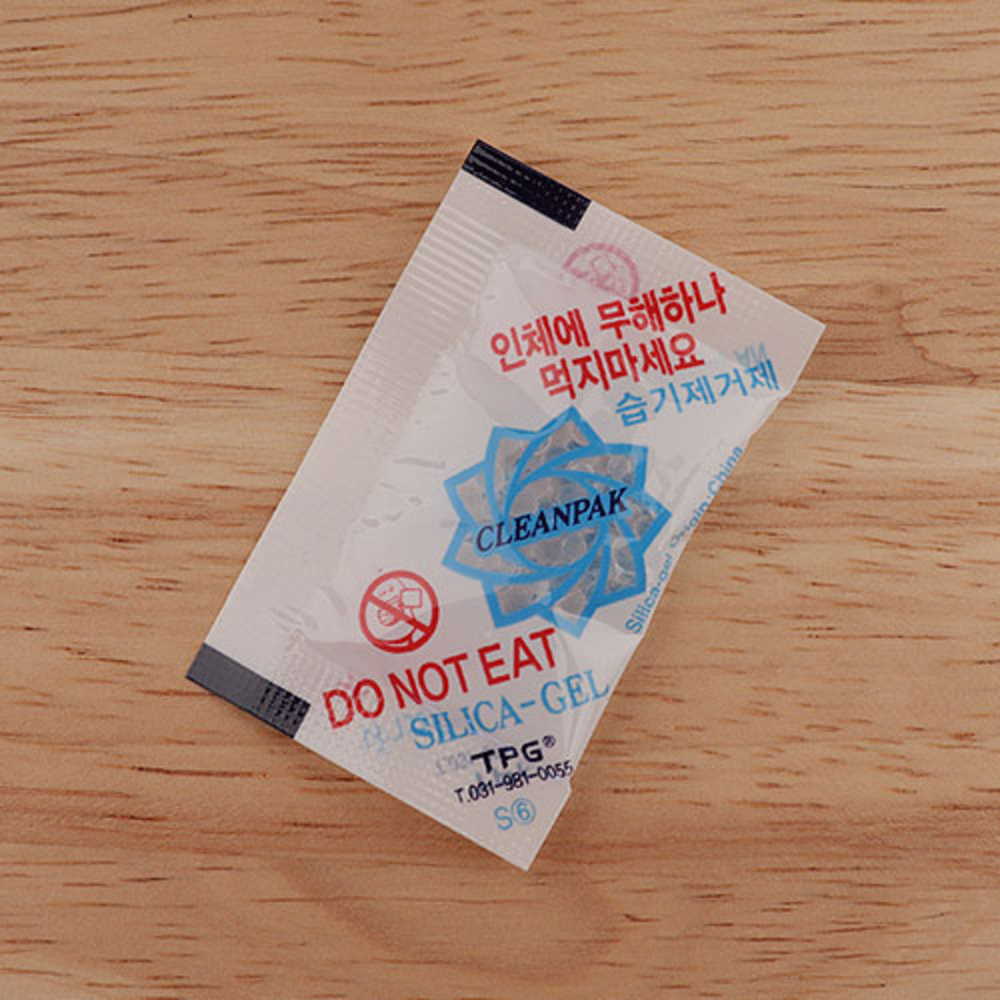 인체에 무해하나
먹지마세요
습기제거제
CLEANPAK
Silica-gel Origin:China
DO NOT EAT
SILICA-GEL
TPG®
T.031-981-0055
S⑥